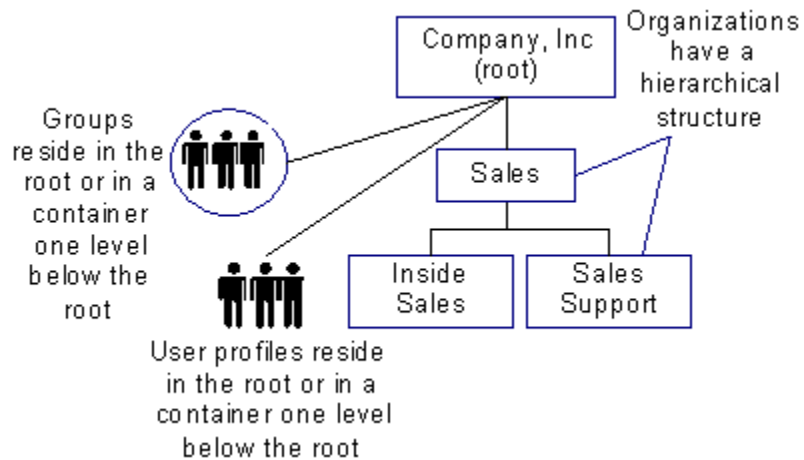 Company, Inc
(root)
Organizations
have a
hierarchical
structure
Groups
reside in the
root or in a
container
one level
below the
root
Sales
Inside
Sales
Sales
Support
User profiles reside
in the root or in a
container one level
below the root